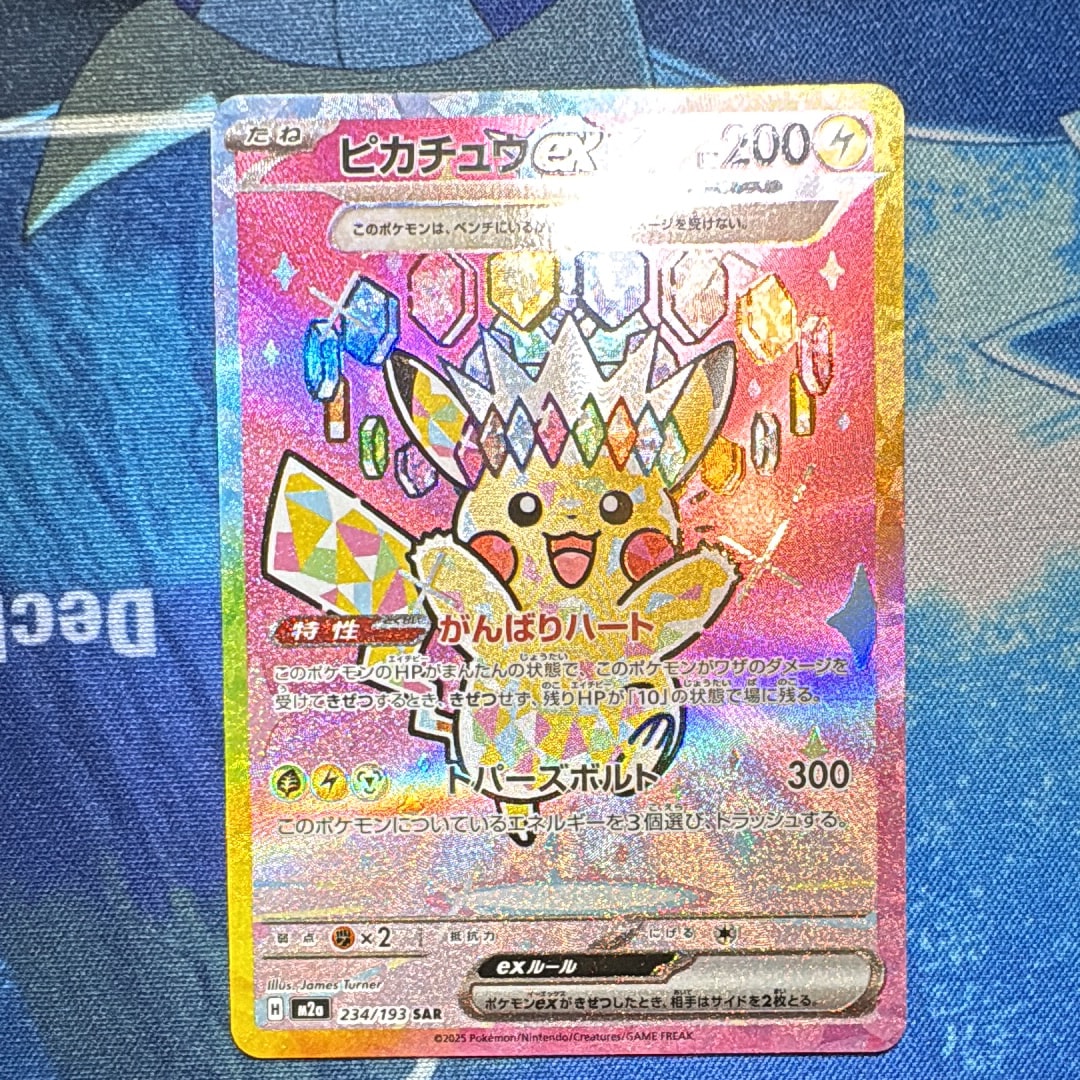 たね ピカチュウex 200
このポケモンは、ベンチにいる ージを受けない。
特性 がんばりハート
このポケモンのHPがまんたんの状態で、このポケモンがワザのダメージを
受けてきぜつするとき、きぜつせず、残りHPが「10」の状態で場に残る。
トパーズボルト 300
このポケモンについているエネルギーを3個選び、トラッシュする。
弱点 ×2 抵抗力 にげる
exルール
ポケモンexがきぜつしたとき、相手はサイドを2枚とる。
Illus. James Turner
H m2a 234/193 SAR
©2025 Pokémon/Nintendo/Creatures/GAME FREAK
Deck